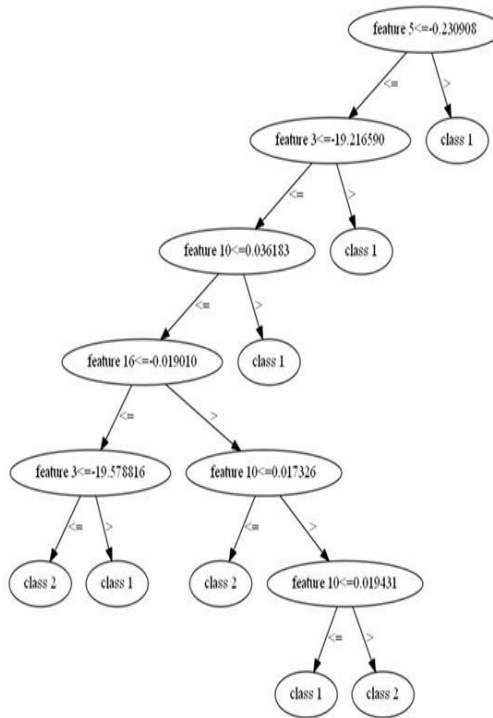 feature 5<=-0.230908
<=
>
feature 3<=-19.216590
class 1
<=
>
feature 10<=0.036183
class 1
<=
>
feature 16<=-0.019010
class 1
<=
>
feature 3<=-19.578816
feature 10<=0.017326
<=
>
<=
>
class 2
class 1
class 2
feature 10<=0.019431
<=
>
class 1
class 2